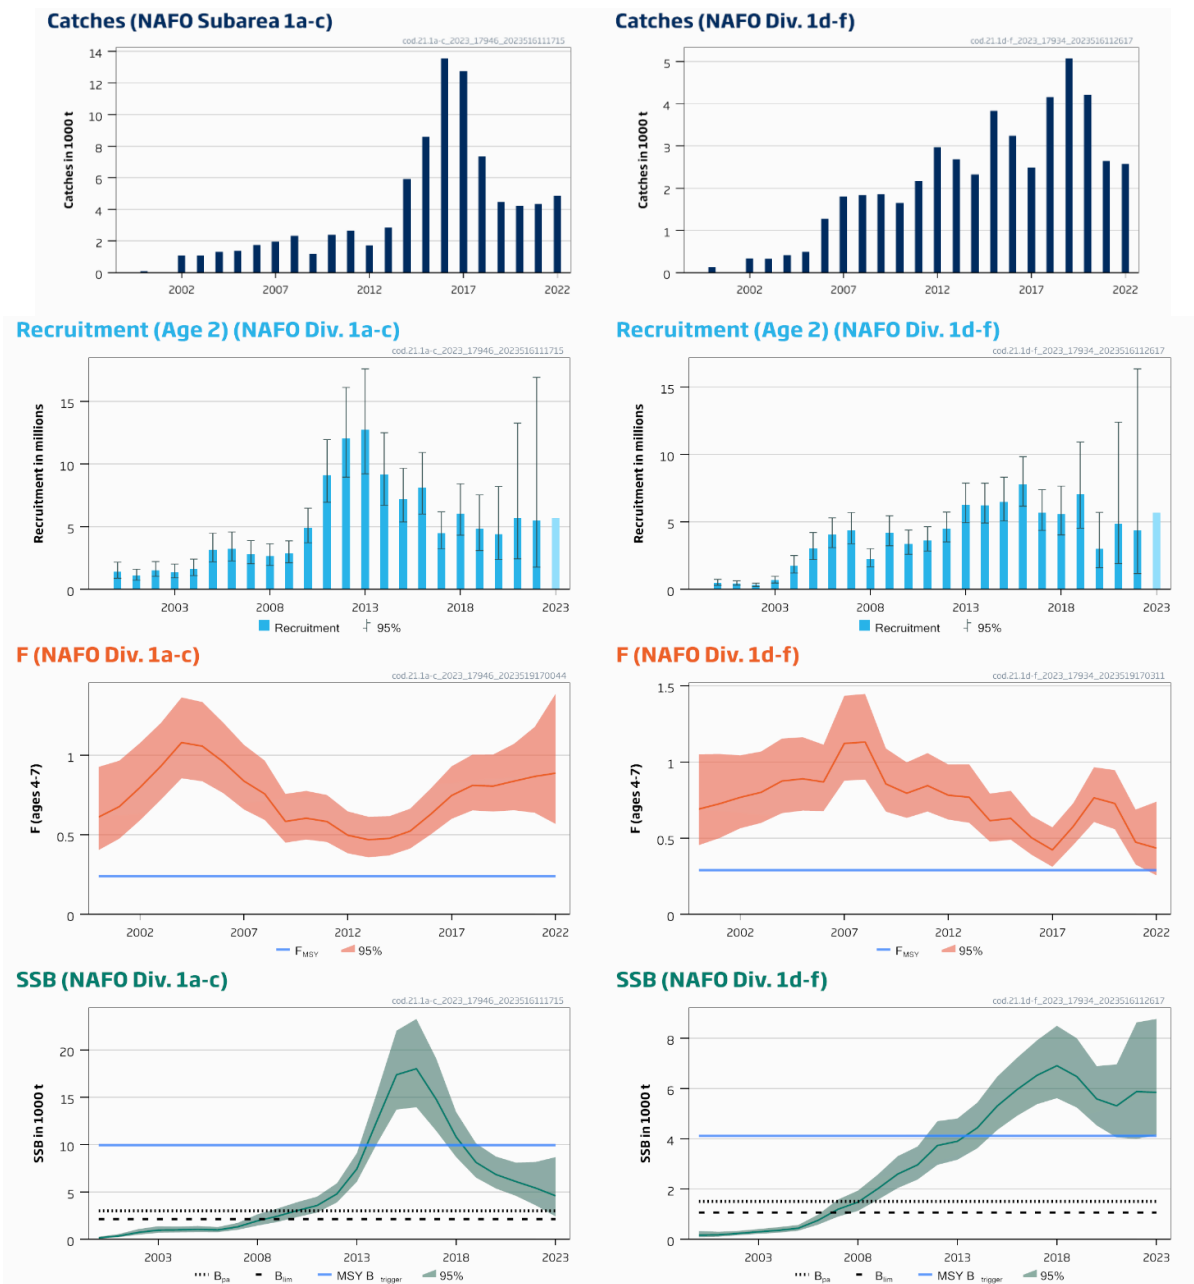 Catches (NAFO Subarea 1a-c)
cod.21.1a-c_2023_17946_2023516111715
Catches in 1000 t
14
12
10
8
6
4
2
0
2002 2007 2012 2017 2022
Catches (NAFO Div. 1d-f)
cod.21.1d-f_2023_17934_2023516112617
Catches in 1000 t
5
4
3
2
1
0
2002 2007 2012 2017 2022
Recruitment (Age 2) (NAFO Div. 1a-c)
cod.21.1a-c_2023_17946_2023516111715
Recruitment in millions
15
10
5
0
2003 2008 2013 2018 2023
Recruitment 95%
Recruitment (Age 2) (NAFO Div. 1d-f)
cod.21.1d-f_2023_17934_2023516112617
Recruitment in millions
15
10
5
0
2003 2008 2013 2018 2023
Recruitment 95%
F (NAFO Div. 1a-c)
cod.21.1a-c_2023_17946_2023519170044
F (ages 4-7)
1
0.5
0
2002 2007 2012 2017 2022
FMSY 95%
F (NAFO Div. 1d-f)
cod.21.1d-f_2023_17934_2023519170311
F (ages 4-7)
1.5
1
0.5
0
2002 2007 2012 2017 2022
FMSY 95%
SSB (NAFO Div. 1a-c)
cod.21.1a-c_2023_17946_2023516111715
SSB in 1000 t
20
15
10
5
0
2003 2008 2013 2018 2023
Bpa Blim MSY B trigger 95%
SSB (NAFO Div. 1d-f)
cod.21.1d-f_2023_17934_2023516112617
SSB in 1000 t
8
6
4
2
0
2003 2008 2013 2018 2023
Bpa Blim MSY B trigger 95%